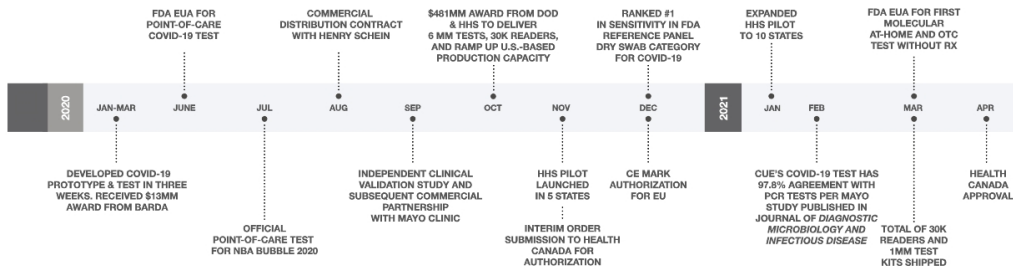 FDA EUA FOR
POINT-OF-CARE
COVID-19 TEST
COMMERCIAL
DISTRIBUTION CONTRACT
WITH HENRY SCHEIN
$481MM AWARD FROM DOD
& HHS TO DELIVER
6 MM TESTS, 30K READERS,
AND RAMP UP U.S.-BASED
PRODUCTION CAPACITY
RANKED #1
IN SENSITIVITY IN FDA
REFERENCE PANEL
DRY SWAB CATEGORY
FOR COVID-19
EXPANDED
HHS PILOT
TO 10 STATES
FDA EUA FOR FIRST
MOLECULAR
AT-HOME AND OTC
TEST WITHOUT RX
2020
JAN-MAR
JUNE
JUL
AUG
SEP
OCT
NOV
DEC
2021
JAN
FEB
MAR
APR
DEVELOPED COVID-19
PROTOTYPE & TEST IN THREE
WEEKS. RECEIVED $13MM
AWARD FROM BARDA
OFFICIAL
POINT-OF-CARE TEST
FOR NBA BUBBLE 2020
INDEPENDENT CLINICAL
VALIDATION STUDY AND
SUBSEQUENT COMMERCIAL
PARTNERSHIP
WITH MAYO CLINIC
HHS PILOT
LAUNCHED
IN 5 STATES
INTERIM ORDER
SUBMISSION TO HEALTH
CANADA FOR
AUTHORIZATION
CE MARK
AUTHORIZATION
FOR EU
CUE'S COVID-19 TEST HAS
97.8% AGREEMENT WITH
PCR TESTS PER MAYO
STUDY PUBLISHED IN
JOURNAL OF DIAGNOSTIC
MICROBIOLOGY AND
INFECTIOUS DISEASE
TOTAL OF 30K
READERS AND
1MM TEST
KITS SHIPPED
HEALTH
CANADA
APPROVAL